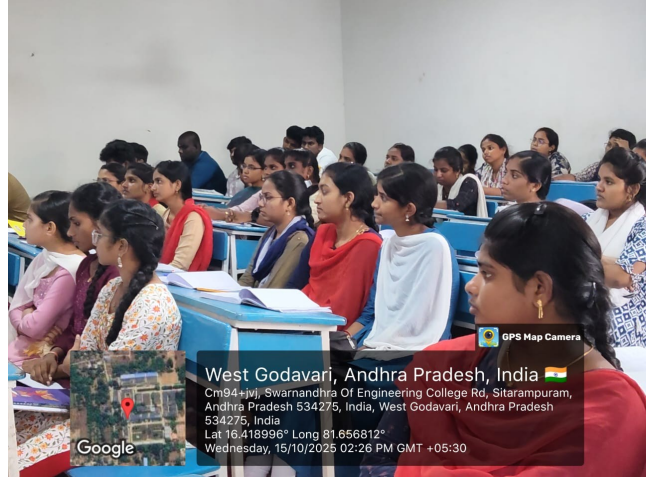 GPS Map Camera
West Godavari, Andhra Pradesh, India 🇮🇳
Cm94+jvj, Swarnandhra Of Engineering College Rd, Sitarampuram,
Andhra Pradesh 534275, India, West Godavari, Andhra Pradesh
534275, India
Lat 16.418996° Long 81.656812°
Wednesday, 15/10/2025 02:26 PM GMT +05:30
Google